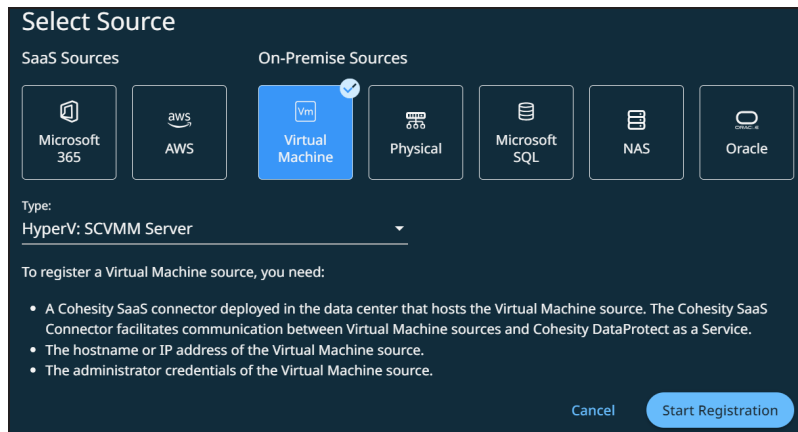 Select Source
SaaS Sources
On-Premise Sources
Microsoft
365
aws
AWS
Vm
Virtual
Machine
Physical
Microsoft
SQL
NAS
Oracle
Type:
HyperV: SCVMM Server
To register a Virtual Machine source, you need:
• A Cohesity SaaS connector deployed in the data center that hosts the Virtual Machine source. The Cohesity SaaS
Connector facilitates communication between Virtual Machine sources and Cohesity DataProtect as a Service.
• The hostname or IP address of the Virtual Machine source.
• The administrator credentials of the Virtual Machine source.
Cancel
Start Registration